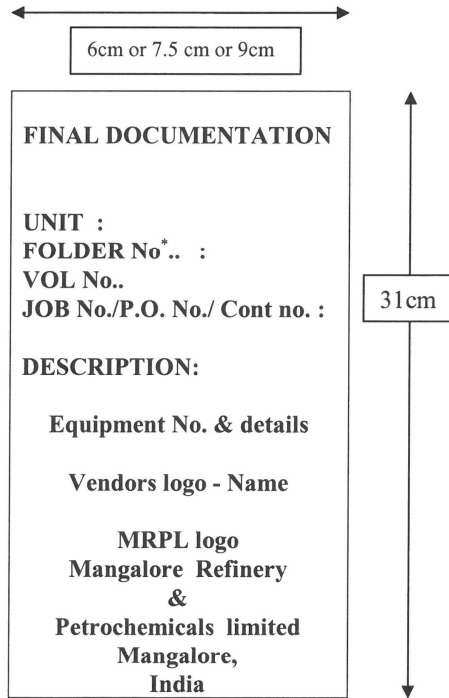 6cm or 7.5 cm or 9cm
FINAL DOCUMENTATION
UNIT :
FOLDER No*.. :
VOL No..
JOB No./P.O. No./ Cont no. :
31cm
DESCRIPTION:
Equipment No. & details
Vendors logo - Name
MRPL logo
Mangalore Refinery
&
Petrochemicals limited
Mangalore,
India